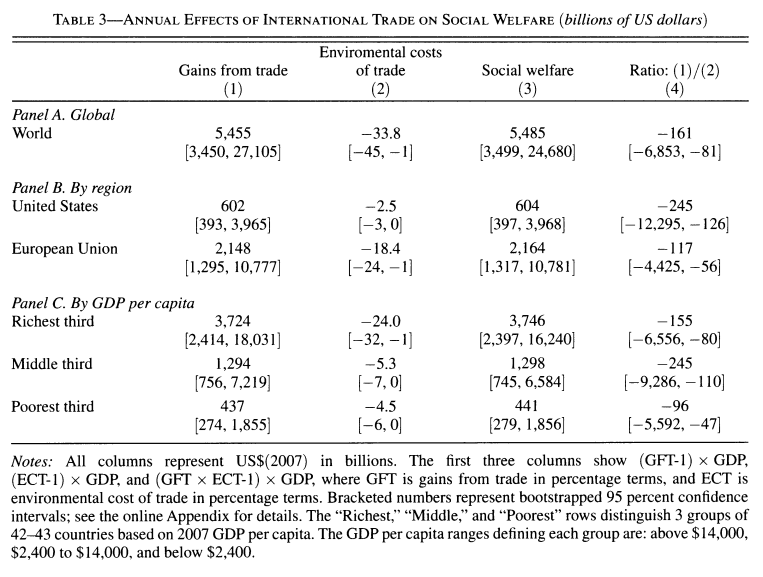 TABLE 3—ANNUAL EFFECTS OF INTERNATIONAL TRADE ON SOCIAL WELFARE (billions of US dollars)
Gains from trade (1) Enviromental costs of trade (2) Social welfare (3) Ratio: (1)/(2) (4)
Panel A. Global
World 5,455 −33.8 5,485 −161
[3,450, 27,105] [−45, −1] [3,499, 24,680] [−6,853, −81]
Panel B. By region
United States 602 −2.5 604 −245
[393, 3,965] [−3, 0] [397, 3,968] [−12,295, −126]
European Union 2,148 −18.4 2,164 −117
[1,295, 10,777] [−24, −1] [1,317, 10,781] [−4,425, −56]
Panel C. By GDP per capita
Richest third 3,724 −24.0 3,746 −155
[2,414, 18,031] [−32, −1] [2,397, 16,240] [−6,556, −80]
Middle third 1,294 −5.3 1,298 −245
[756, 7,219] [−7, 0] [745, 6,584] [−9,286, −110]
Poorest third 437 −4.5 441 −96
[274, 1,855] [−6, 0] [279, 1,856] [−5,592, −47]
Notes: All columns represent US$(2007) in billions. The first three columns show (GFT-1) × GDP,
(ECT-1) × GDP, and (GFT × ECT-1) × GDP, where GFT is gains from trade in percentage terms, and ECT is
environmental cost of trade in percentage terms. Bracketed numbers represent bootstrapped 95 percent confidence
intervals; see the online Appendix for details. The “Richest,” “Middle,” and “Poorest” rows distinguish 3 groups of
42–43 countries based on 2007 GDP per capita. The GDP per capita ranges defining each group are: above $14,000,
$2,400 to $14,000, and below $2,400.